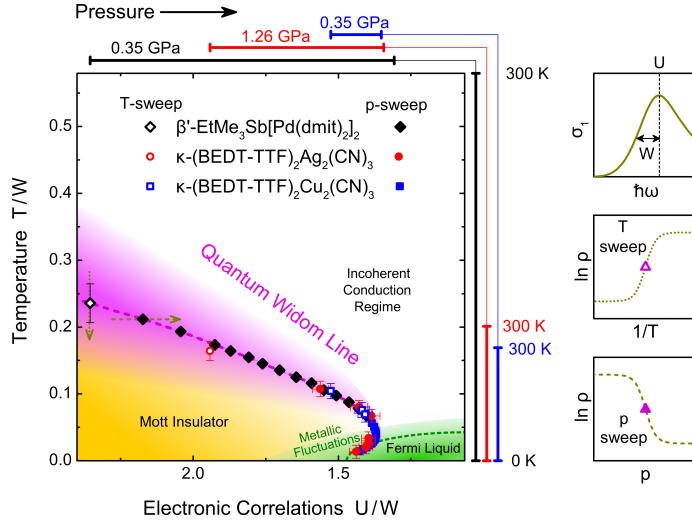 Pressure
0.35 GPa
1.26 GPa
0.35 GPa
300 K
300 K
300 K
0 K
0.5
0.4
0.3
0.2
0.1
0.0
Temperature T/W
T-sweep
p-sweep
β'-EtMe₃Sb[Pd(dmit)₂]₂
κ-(BEDT-TTF)₂Ag₂(CN)₃
κ-(BEDT-TTF)₂Cu₂(CN)₃
Quantum Widom Line
Incoherent
Conduction
Regime
Mott Insulator
Metallic
Fluctuations
Fermi Liquid
2.0
1.5
Electronic Correlations U/W
U
σ₁
W
ħω
ln ρ
T
sweep
1/T
ln ρ
p
sweep
p